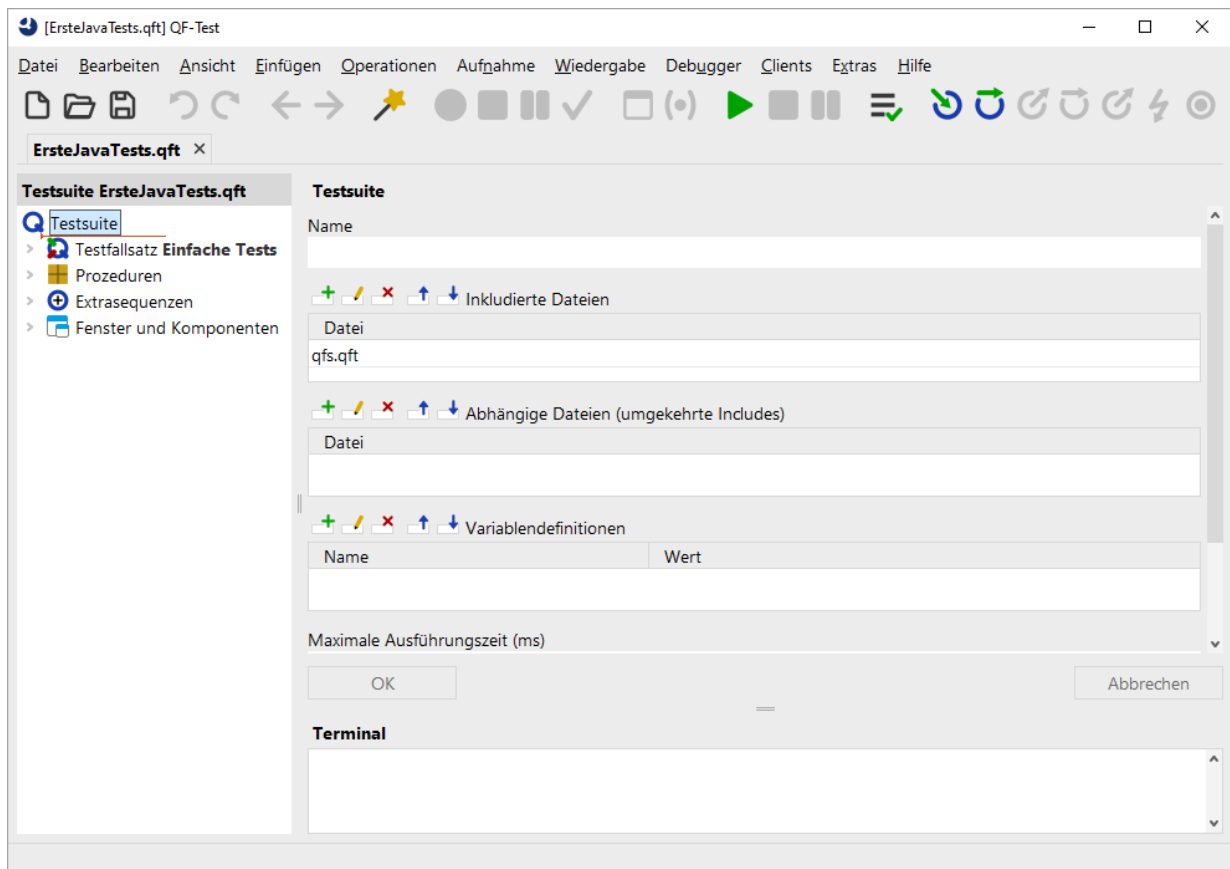 [ErsteJavaTests.qft] QF-Test
Datei Bearbeiten Ansicht Einfügen Operationen Aufnahme Wiedergabe Debugger Clients Extras Hilfe
ErsteJavaTests.qft
Testsuite ErsteJavaTests.qft
Testsuite
Testfallsatz Einfache Tests
Prozeduren
Extrasequenzen
Fenster und Komponenten
Testsuite
Name
Inkludierte Dateien
Datei
qfs.qft
Abhängige Dateien (umgekehrte Includes)
Datei
Variablendefinitionen
Name Wert
Maximale Ausführungszeit (ms)
OK Abbrechen
Terminal